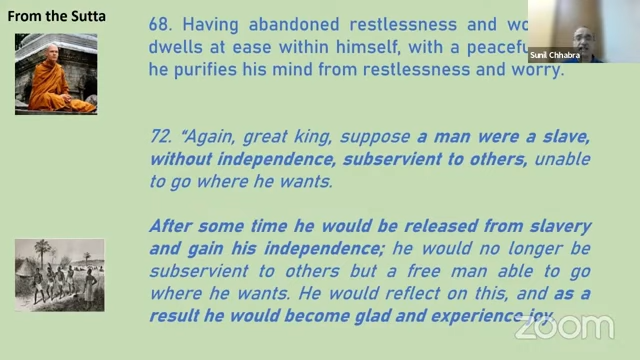 From the Sutta
68. Having abandoned restlessness and
dwells at ease within himself, with a
he purifies his mind from restlessness and worry.
Sunil Chhabra
72. “Again, great king, suppose a man were a slave,
without independence, subservient to others, unable
to go where he wants.
After some time he would be released from slavery
and gain his independence; he would no longer be
subservient to others but a free man able to go
where he wants. He would reflect on this, and as a
result he would become glad and experience joy.
zoom